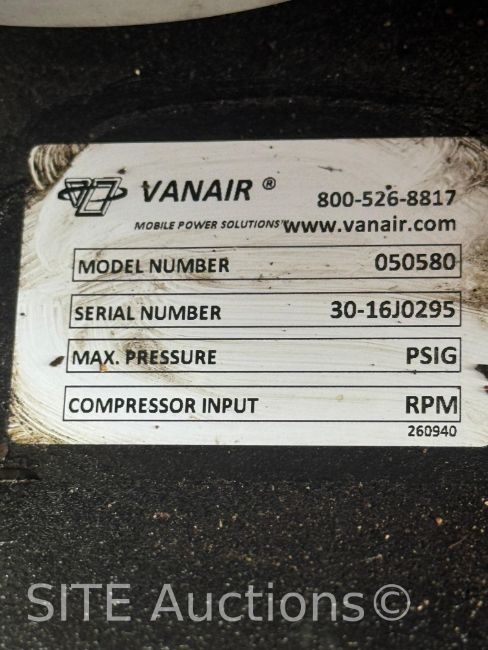 VANAIR ®
800-526-8817
MOBILE POWER SOLUTIONS™ www.vanair.com
MODEL NUMBER 050580
SERIAL NUMBER 30-16J0295
MAX. PRESSURE PSIG
COMPRESSOR INPUT RPM
260940
SITE Auctions©